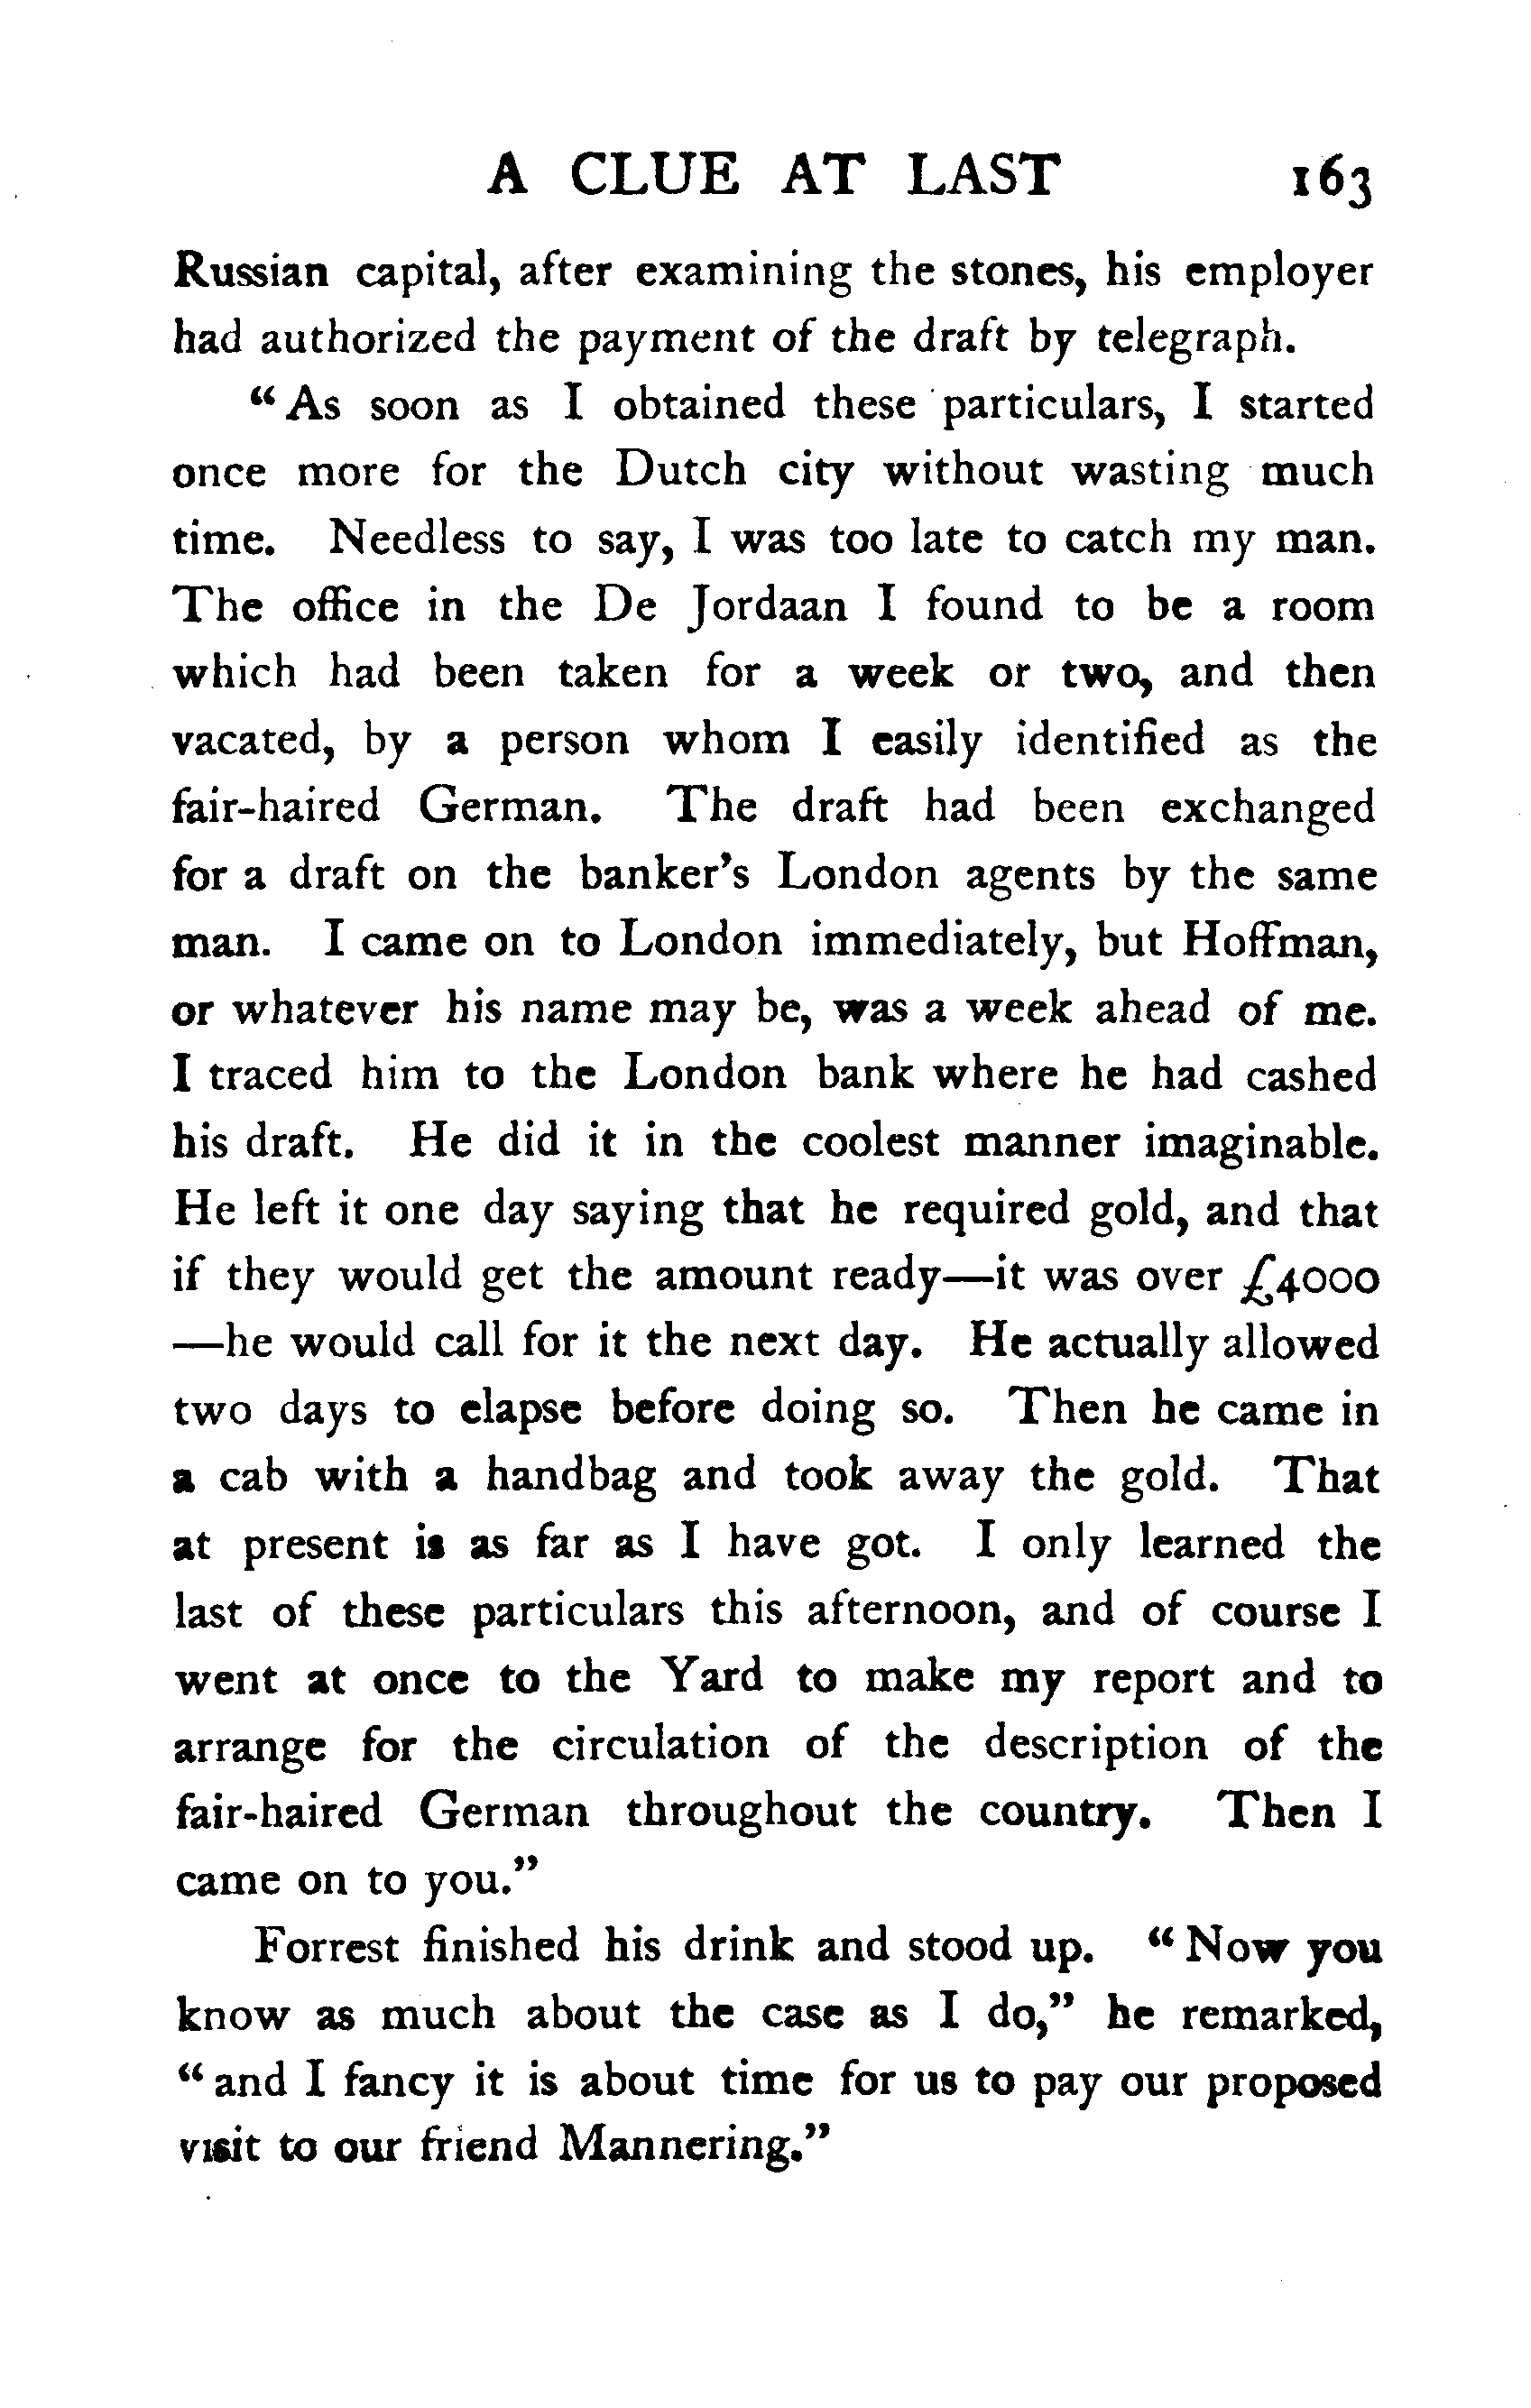 A CLUE AT LAST 163
Russian capital, after examining the stones, his employer
had authorized the payment of the draft by telegraph.
“As soon as I obtained these particulars, I started
once more for the Dutch city without wasting much
time. Needless to say, I was too late to catch my man.
The office in the De Jordaan I found to be a room
which had been taken for a week or two, and then
vacated, by a person whom I easily identified as the
fair-haired German. The draft had been exchanged
for a draft on the banker’s London agents by the same
man. I came on to London immediately, but Hoffman,
or whatever his name may be, was a week ahead of me.
I traced him to the London bank where he had cashed
his draft. He did it in the coolest manner imaginable.
He left it one day saying that he required gold, and that
if they would get the amount ready—it was over £4000
—he would call for it the next day. He actually allowed
two days to elapse before doing so. Then he came in
a cab with a handbag and took away the gold. That
at present is as far as I have got. I only learned the
last of these particulars this afternoon, and of course I
went at once to the Yard to make my report and to
arrange for the circulation of the description of the
fair-haired German throughout the country. Then I
came on to you.”
Forrest finished his drink and stood up. “Now you
know as much about the case as I do,” he remarked,
“and I fancy it is about time for us to pay our proposed
visit to our friend Mannering.”